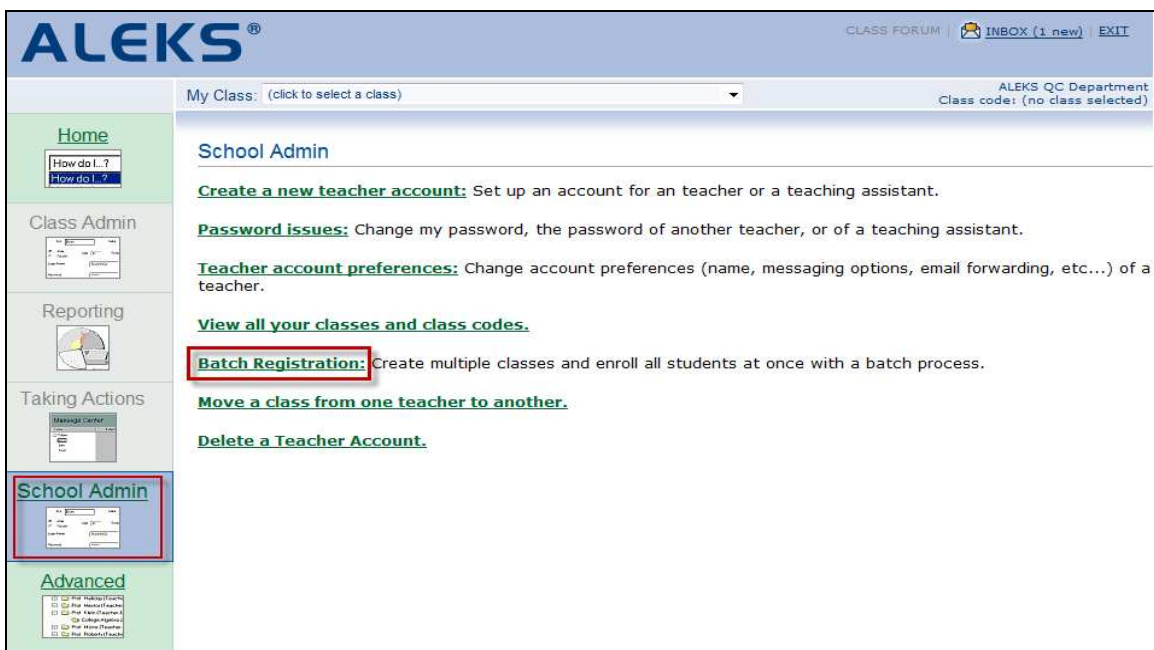 ALEKS®
CLASS FORUM | INBOX (1 new) | EXIT
My Class: (click to select a class)
ALEKS QC Department
Class code: (no class selected)
Home
How do I...?
How do I...?
School Admin
Create a new teacher account: Set up an account for an teacher or a teaching assistant.
Class Admin
Password issues: Change my password, the password of another teacher, or of a teaching assistant.
Teacher account preferences: Change account preferences (name, messaging options, email forwarding, etc...) of a
teacher.
Reporting
View all your classes and class codes.
Batch Registration: Create multiple classes and enroll all students at once with a batch process.
Taking Actions
Message Center
Move a class from one teacher to another.
Delete a Teacher Account.
School Admin
Advanced